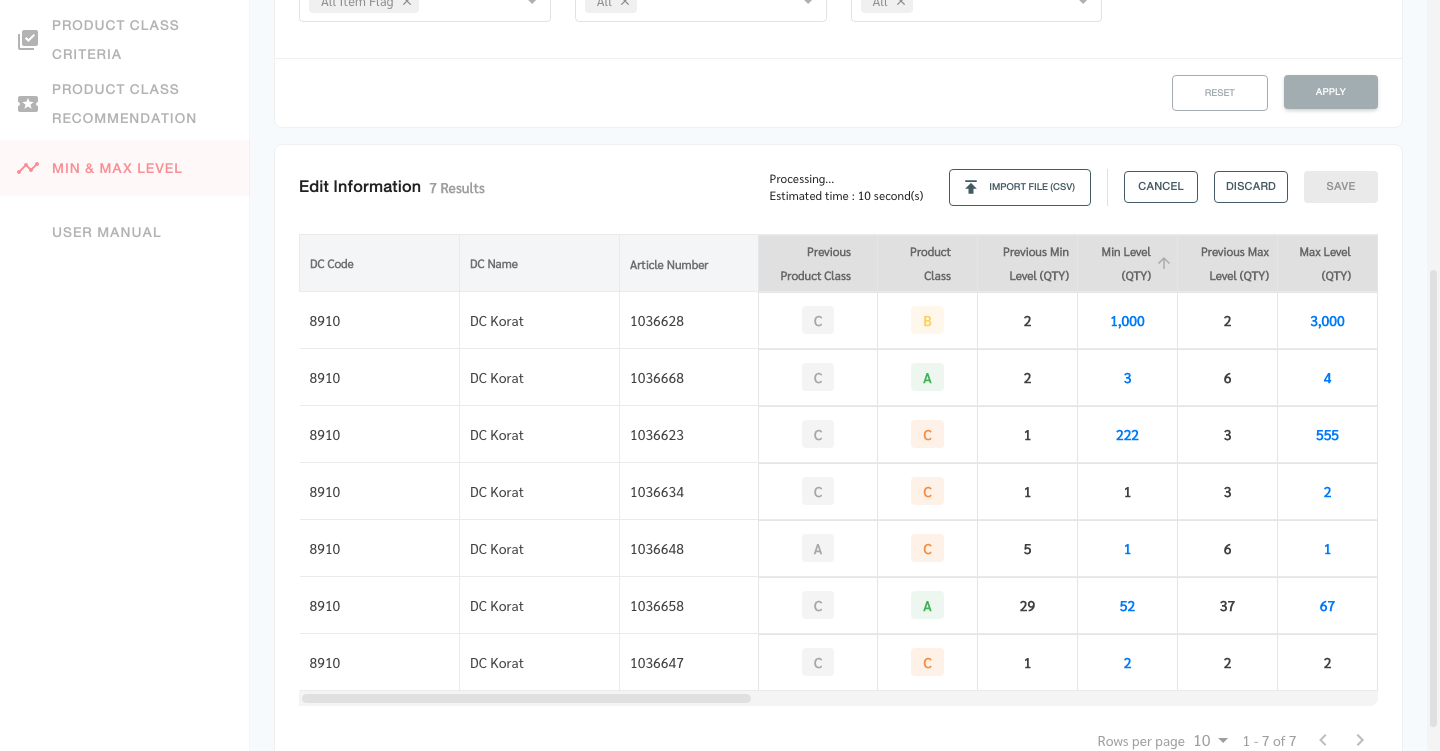 All Item Flag
All
All
PRODUCT CLASS
CRITERIA
PRODUCT CLASS
RECOMMENDATION
MIN & MAX LEVEL
USER MANUAL
RESET
APPLY
Edit Information 7 Results
Processing...
Estimated time : 10 second(s)
IMPORT FILE (CSV)
CANCEL
DISCARD
SAVE
DC Code
DC Name
Article Number
Previous
Product Class
Product
Class
Previous Min
Level (QTY)
Min Level
(QTY)
Previous Max
Level (QTY)
Max Level
(QTY)
8910 DC Korat 1036628 C B 2 1,000 2 3,000
8910 DC Korat 1036668 C A 2 3 6 4
8910 DC Korat 1036623 C C 1 222 3 555
8910 DC Korat 1036634 C C 1 1 3 2
8910 DC Korat 1036648 A C 5 1 6 1
8910 DC Korat 1036658 C A 29 52 37 67
8910 DC Korat 1036647 C C 1 2 2 2
Rows per page 10 1 - 7 of 7